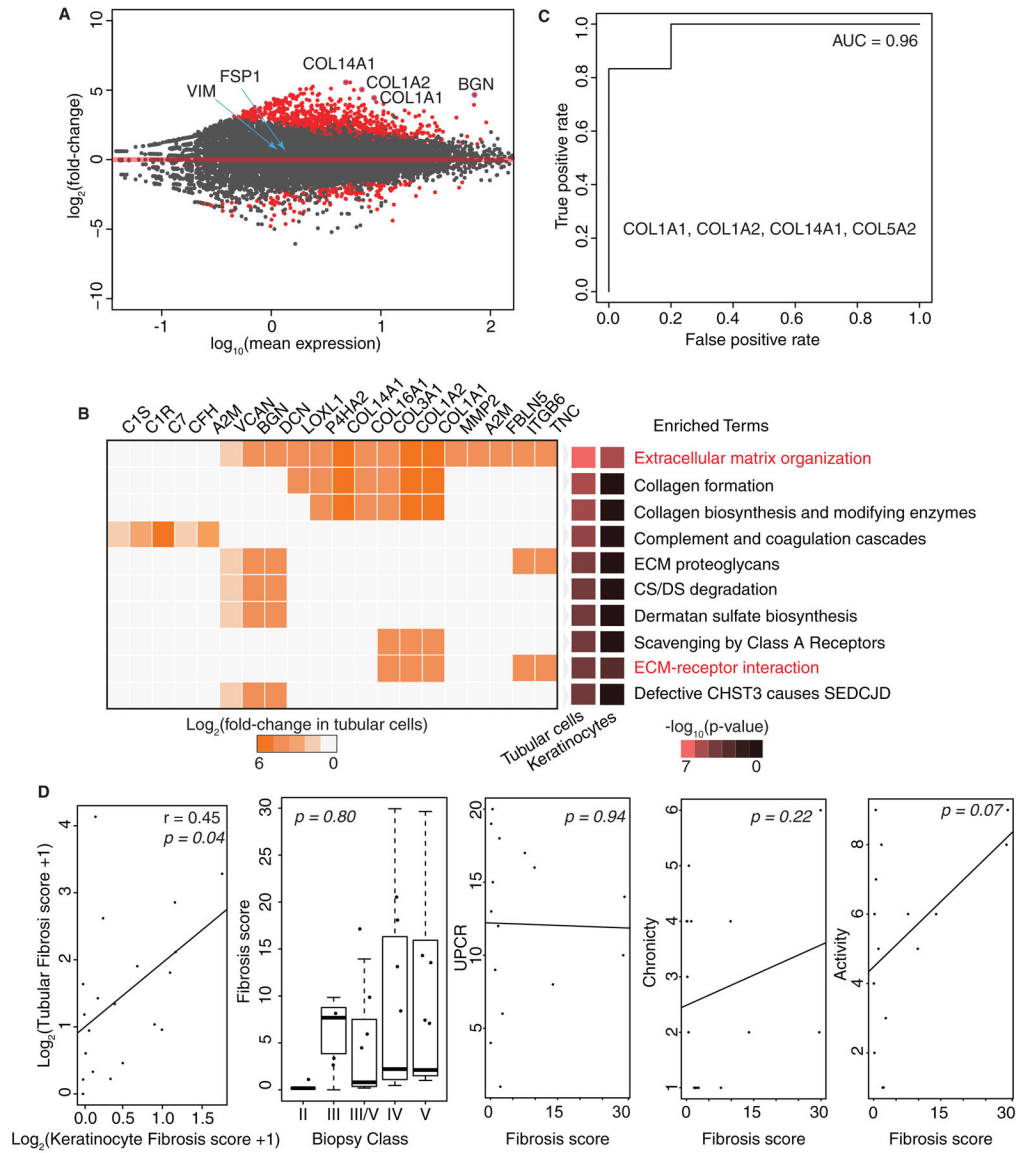 A
10
5
0
−5
−10
log2(fold-change)
-1
0
1
2
log10(mean expression)
VIM
FSP1
COL14A1
COL1A2
COL1A1
BGN
C
AUC = 0.96
COL1A1, COL1A2, COL14A1, COL5A2
True positive rate
0.0
0.2
0.4
0.6
0.8
1.0
0.0
0.2
0.4
0.6
0.8
1.0
False positive rate
B
C1S
C1R
C7
CFH
A2M
VCAN
BGN
DCN
LOXL1
P4HA2
COL14A1
COL16A1
COL3A1
COL1A2
COL1A1
MMP2
A2M
FBLN5
ITGB6
TNC
Enriched Terms
Extracellular matrix organization
Collagen formation
Collagen biosynthesis and modifying enzymes
Complement and coagulation cascades
ECM proteoglycans
CS/DS degradation
Dermatan sulfate biosynthesis
Scavenging by Class A Receptors
ECM-receptor interaction
Defective CHST3 causes SEDCJD
Log2(fold-change in tubular cells)
6
0
Tubular cells
Keratinocytes
-log10(p-value)
7
0
D
r = 0.45
p = 0.04
Log2(Tubular Fibrosi score +1)
0
1
2
3
4
0.0
0.5
1.0
1.5
Log2(Keratinocyte Fibrosis score +1)
p = 0.80
Fibrosis score
0
5
10
15
20
25
30
II
III
III/V
IV
V
Biopsy Class
p = 0.94
UPCR
5
10
15
20
0
15
30
Fibrosis score
p = 0.22
Chronicty
1
2
3
4
5
6
0
15
30
Fibrosis score
p = 0.07
Activity
2
4
6
8
0
15
30
Fibrosis score